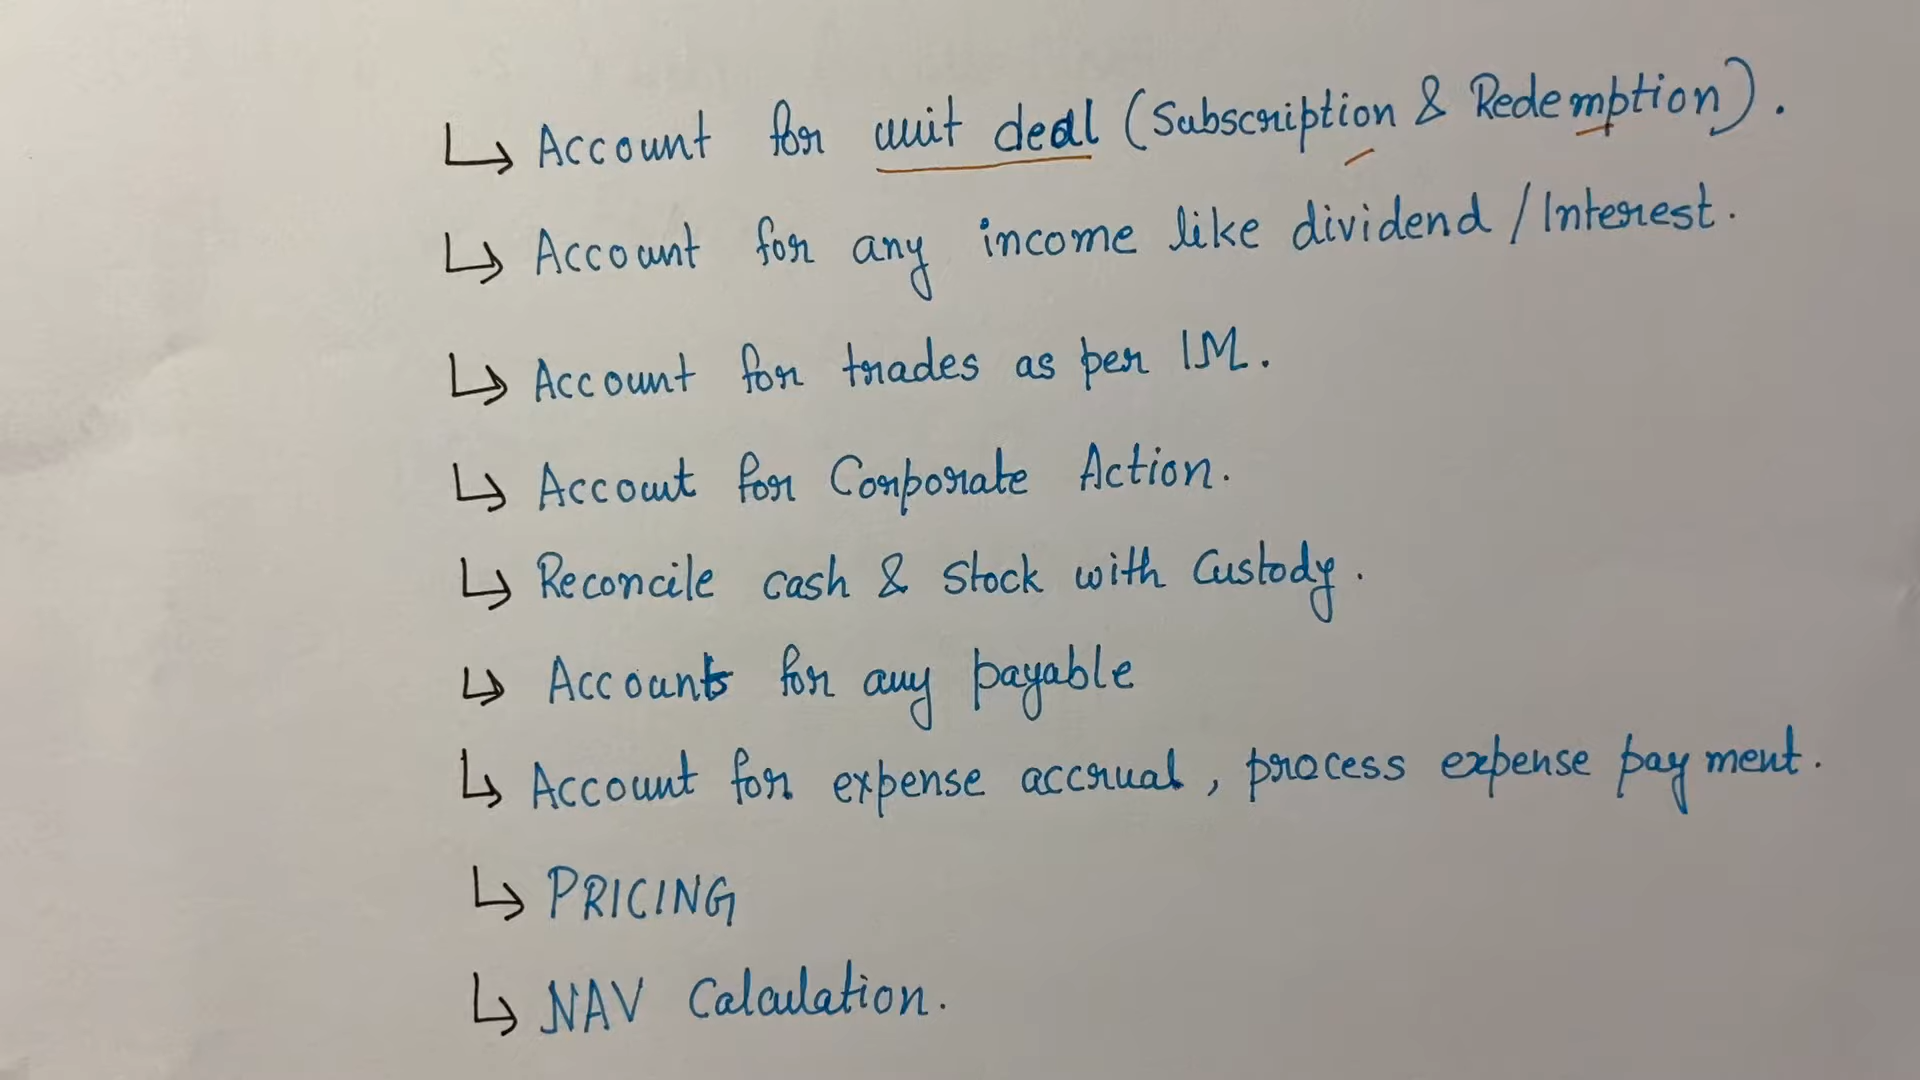 ↳ Account for unit deal (Subscription & Redemption).
↳ Account for any income like dividend / Interest.
↳ Account for trades as per IM.
↳ Account for Corporate Action.
↳ Reconcile cash & Stock with Custody.
↳ Accounts for any payable
↳ Account for expense accrual, process expense payment.
↳ PRICING
↳ NAV Calculation.